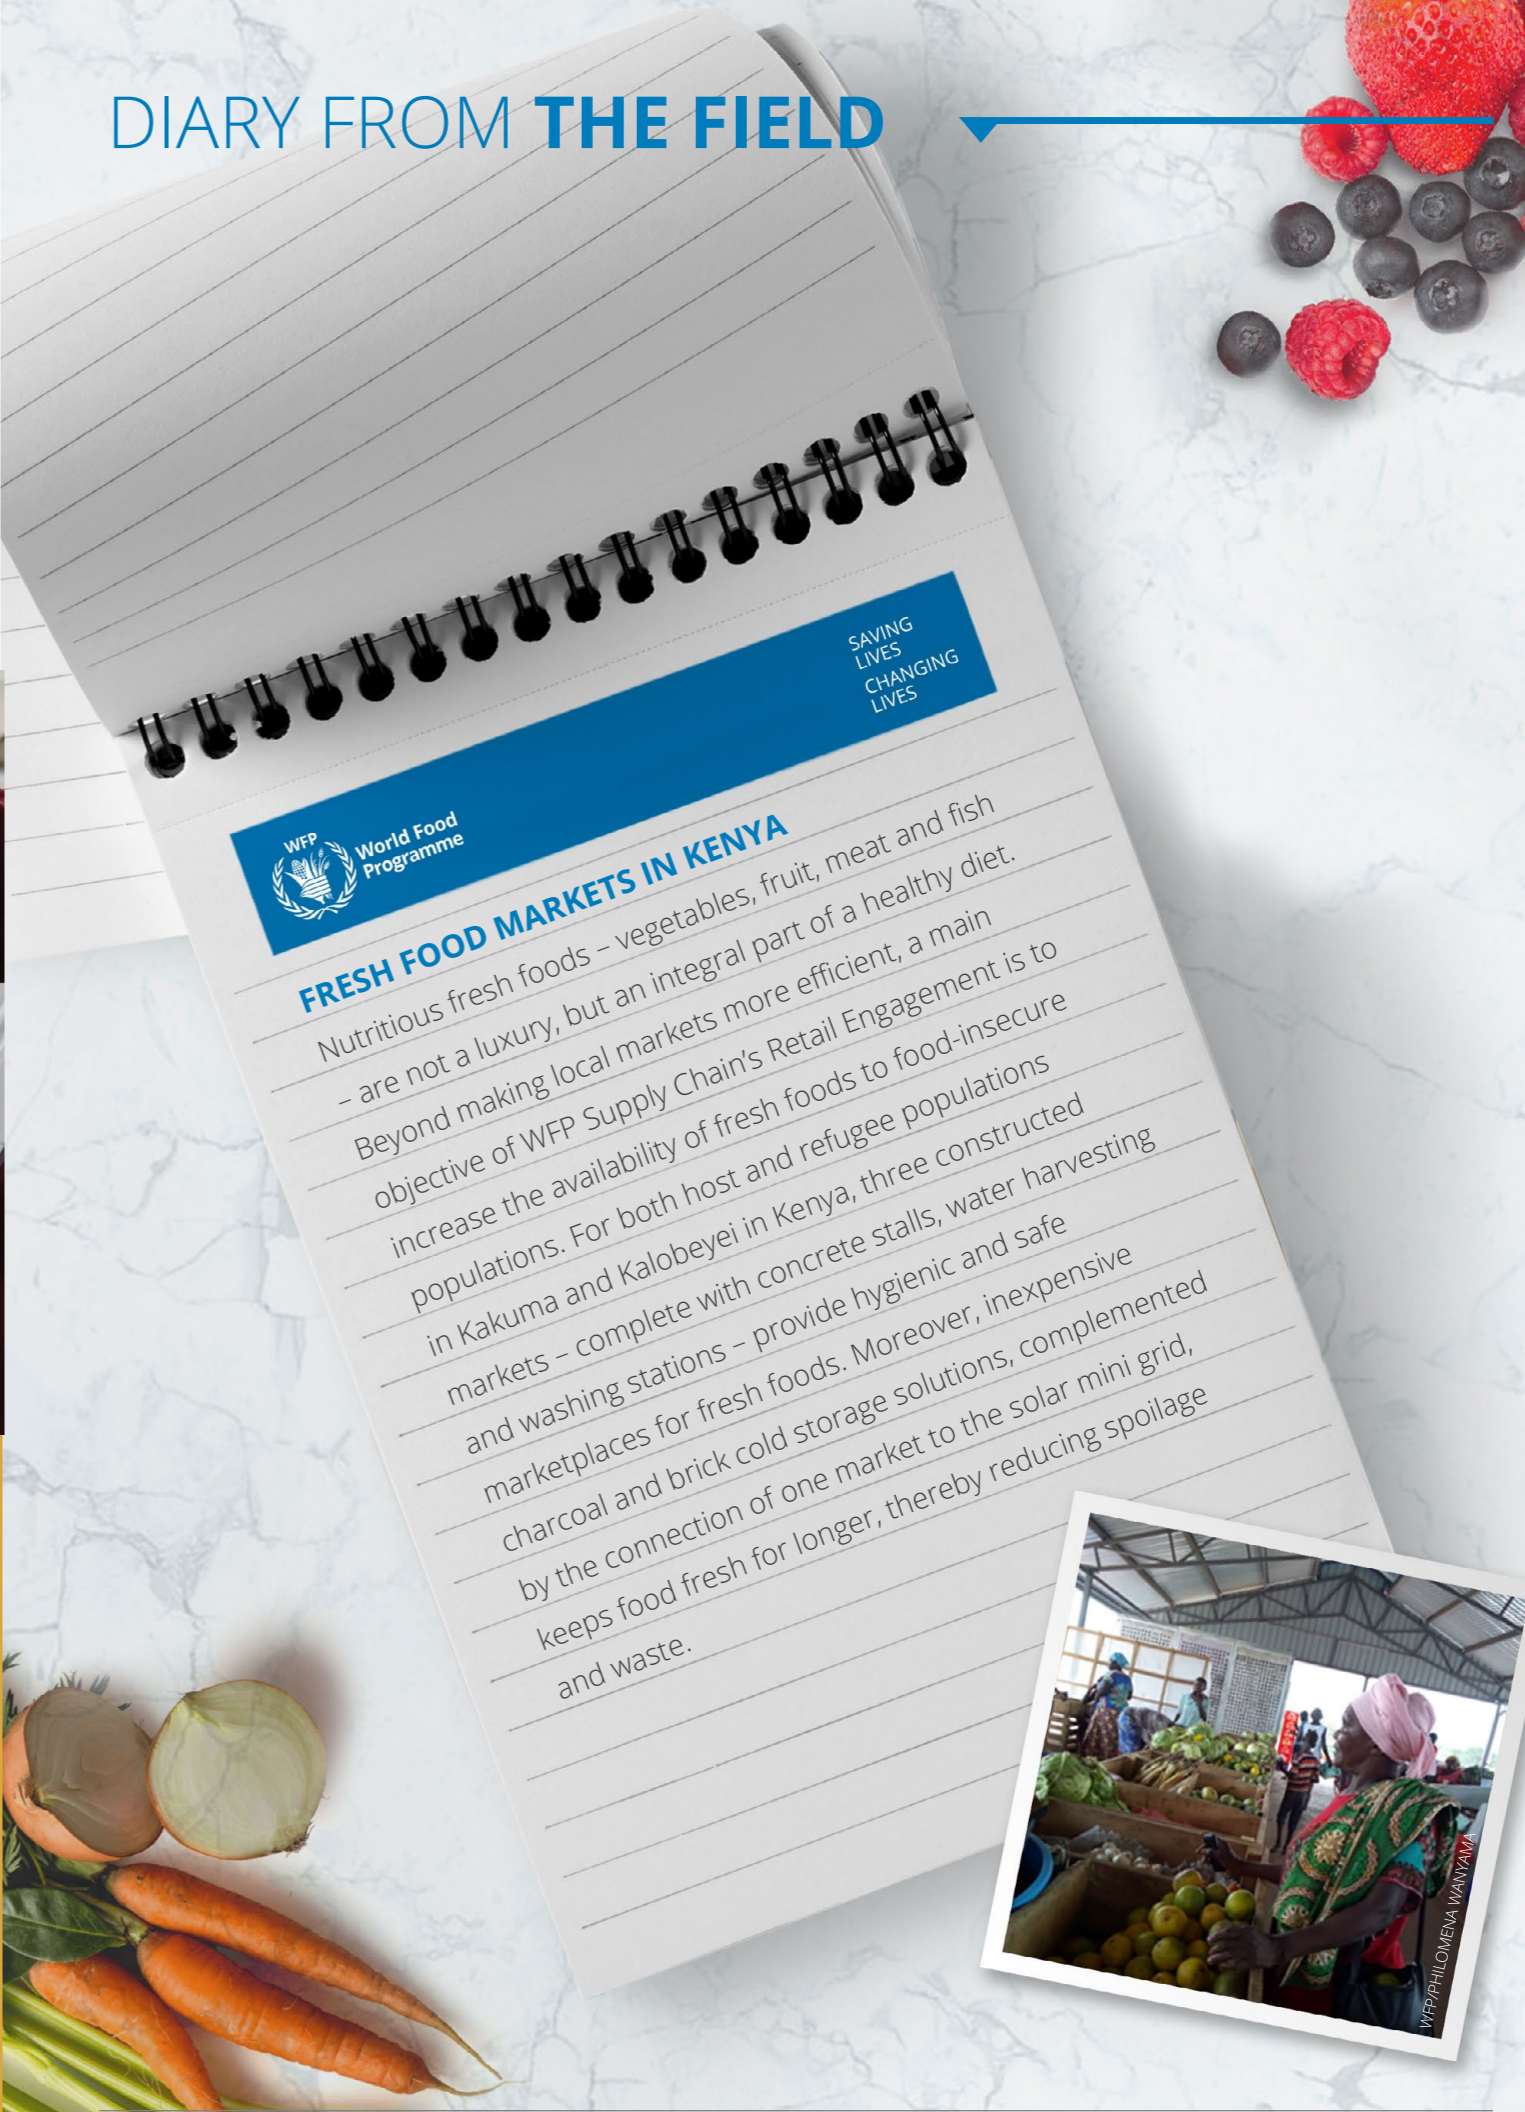 DIARY FROM THE FIELD
SAVING
LIVES
CHANGING
LIVES
WFP
World Food
Programme
FRESH FOOD MARKETS IN KENYA
Nutritious fresh foods – vegetables, fruit, meat and fish
– are not a luxury, but an integral part of a healthy diet.
Beyond making local markets more efficient, a main
objective of WFP Supply Chain's Retail Engagement is to
increase the availability of fresh foods to food-insecure
populations. For both host and refugee populations
in Kakuma and Kalobeyei in Kenya, three constructed
markets – complete with concrete stalls, water harvesting
and washing stations – provide hygienic and safe
marketplaces for fresh foods. Moreover, inexpensive
charcoal and brick cold storage solutions, complemented
by the connection of one market to the solar mini grid,
keeps food fresh for longer, thereby reducing spoilage
and waste.
WFP/PHILOMENA WANYAMA